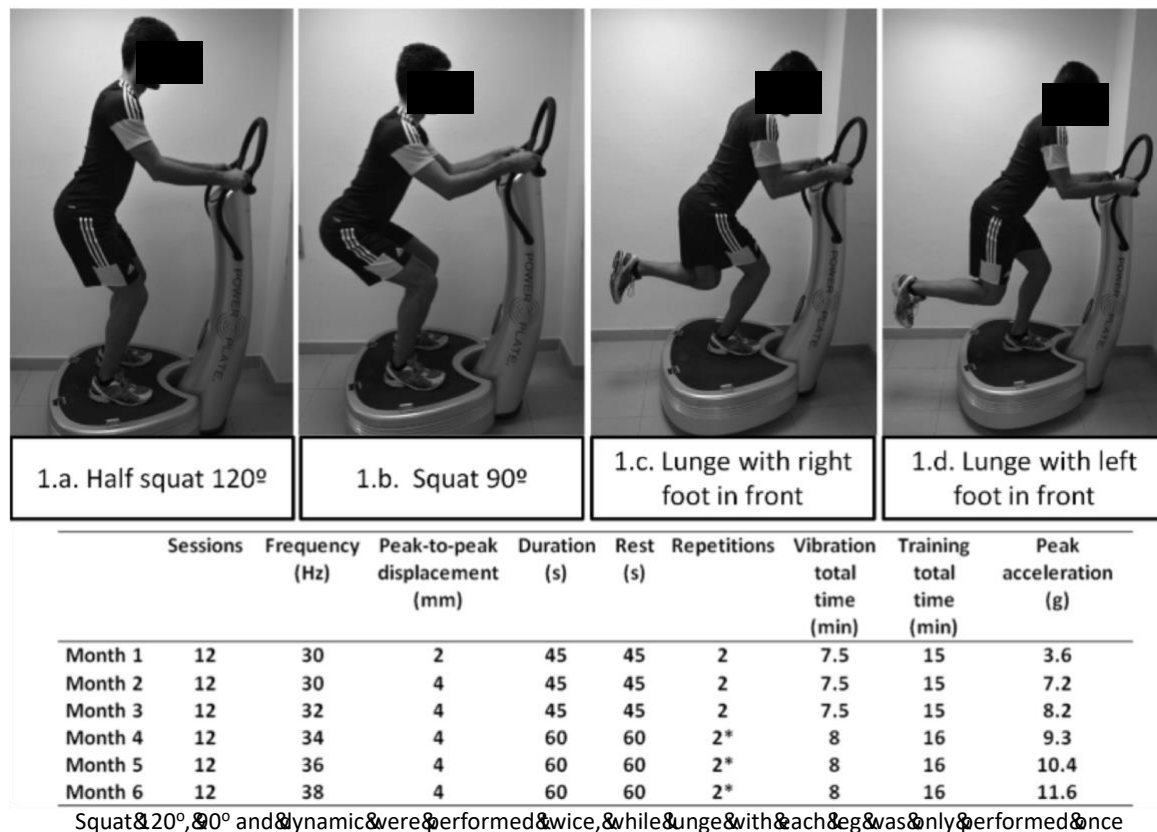 POWER PLATE.
POWER PLATE.
POWER PLATE.
POWER PLATE.
1.a. Half squat 120º
1.b. Squat 90º
1.c. Lunge with right
foot in front
1.d. Lunge with left
foot in front
Sessions Frequency Peak-to-peak Duration Rest Repetitions Vibration Training Peak
(Hz) displacement (s) (s) total total acceleration
(mm) time time (g)
(min) (min)
Month 1 12 30 2 45 45 2 7.5 15 3.6
Month 2 12 30 4 45 45 2 7.5 15 7.2
Month 3 12 32 4 45 45 2 7.5 15 8.2
Month 4 12 34 4 60 60 2* 8 16 9.3
Month 5 12 36 4 60 60 2* 8 16 10.4
Month 6 12 38 4 60 60 2* 8 16 11.6
Squat&120º,&90º and&dynamic&were&performed&twice,&while&lunge&with&each&leg&was&only&performed&once